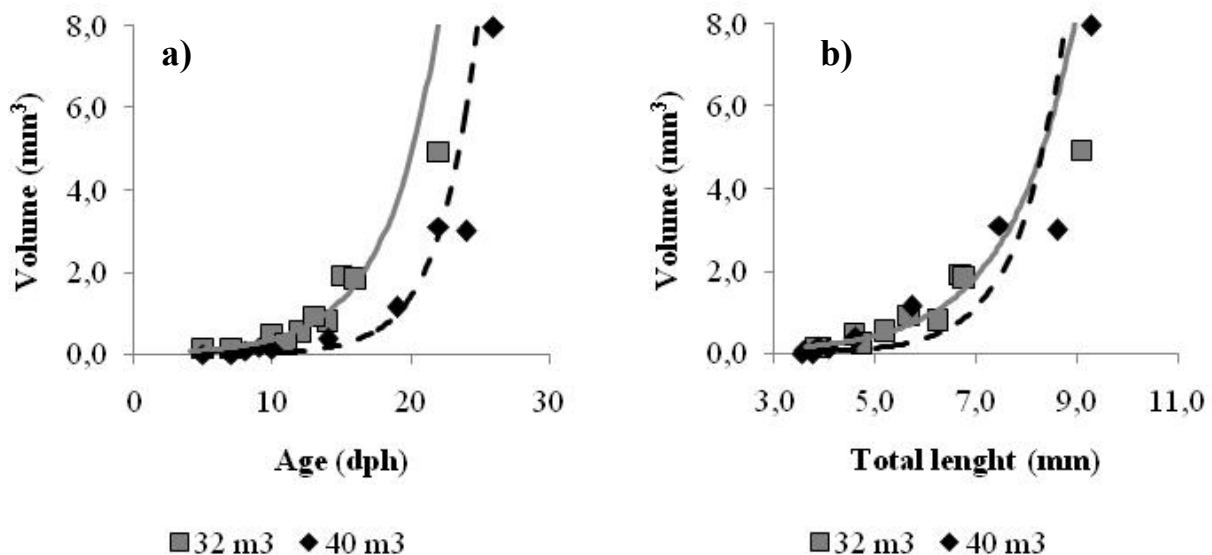 a)
Volume (mm³)
8,0
6,0
4,0
2,0
0,0
0 10 20 30
Age (dph)
32 m3 40 m3
b)
Volume (mm³)
8,0
6,0
4,0
2,0
0,0
3,0 5,0 7,0 9,0 11,0
Total lenght (mm)
32 m3 40 m3